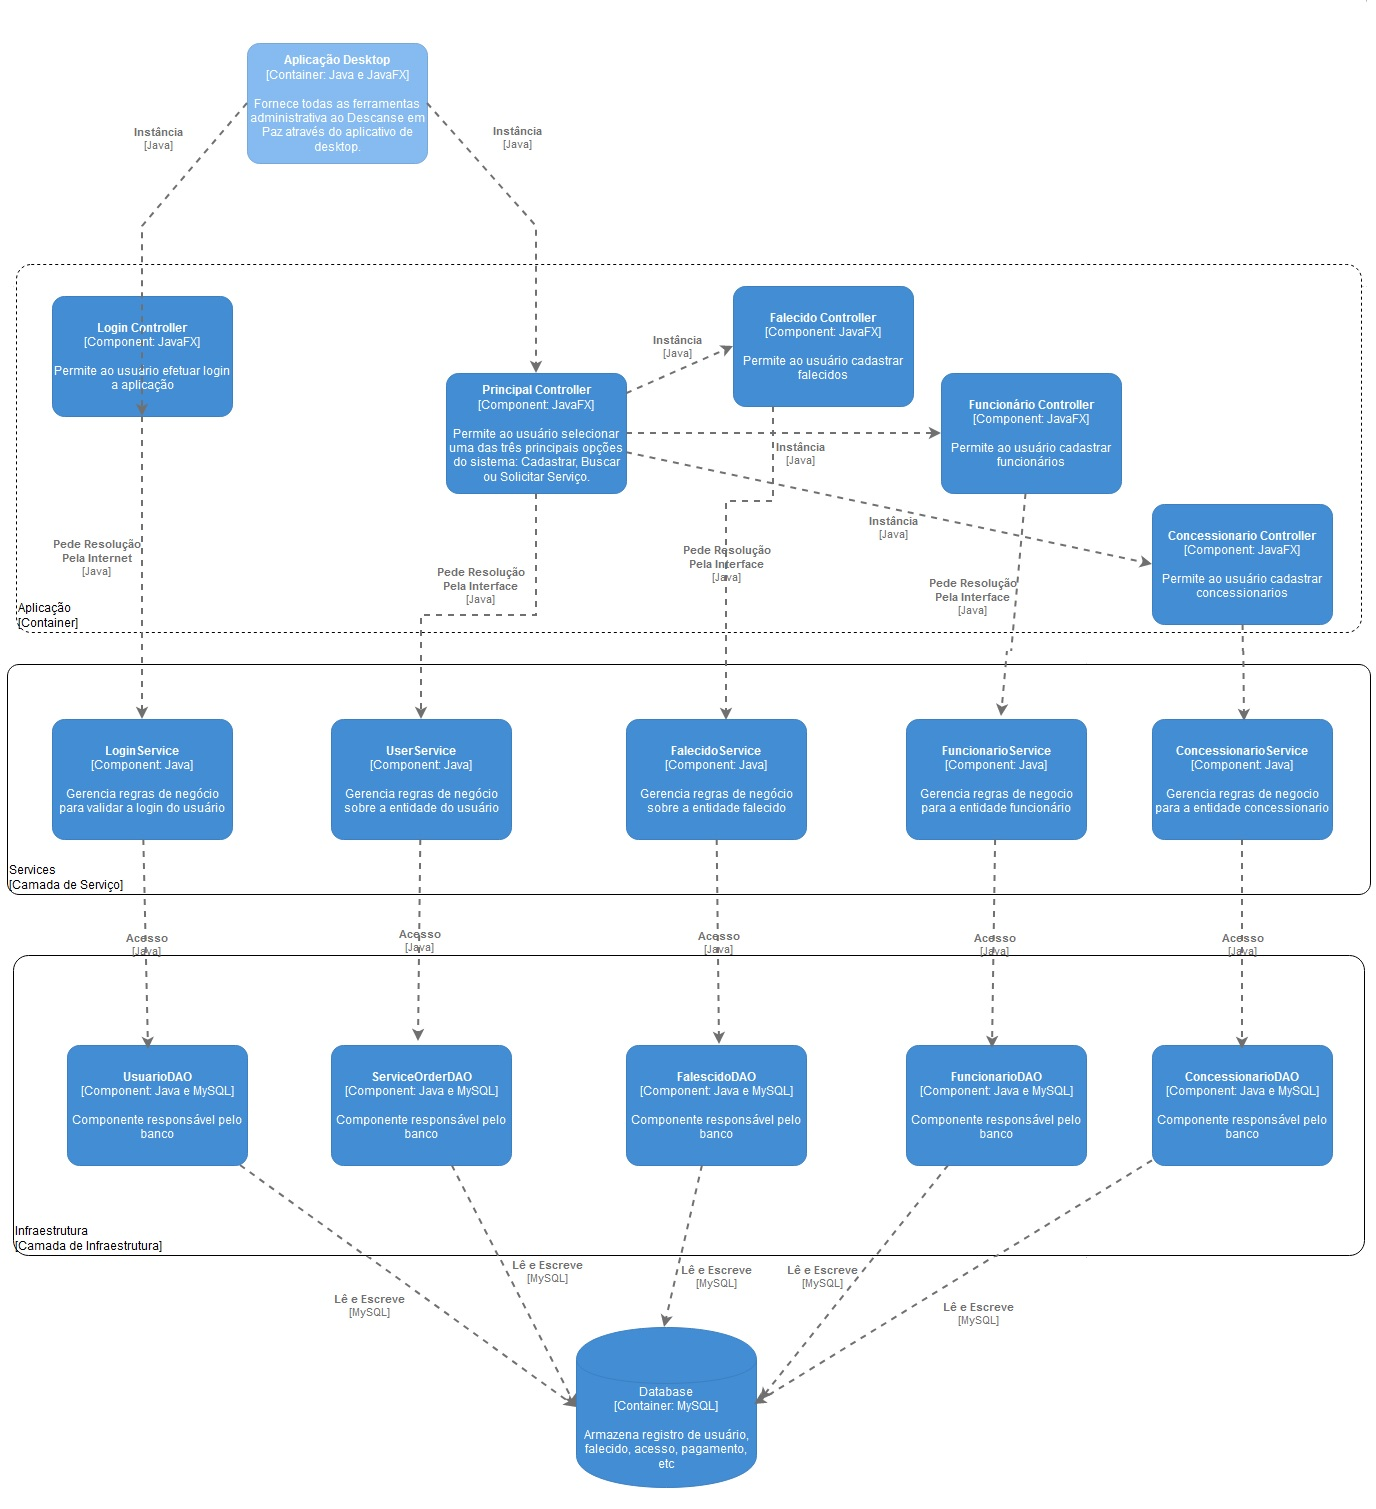 Aplicação Desktop
[Container: Java e JavaFX]
Fornece todas as ferramentas
administrativa ao Descanse em
Paz através do aplicativo de
desktop.
Instância
[Java]
Instância
[Java]
Login Controller
[Component: JavaFX]
Permite ao usuario efetuar login
a aplicação
Principal Controller
[Component: JavaFX]
Permite ao usuário selecionar
uma das três principais opções
do sistema: Cadastrar, Buscar
ou Solicitar Serviço.
Instância
[Java]
Falecido Controller
[Component: JavaFX]
Permite ao usuário cadastrar
falecidos
Instância
[Java]
Funcionário Controller
[Component: JavaFX]
Permite ao usuário cadastrar
funcionários
Instância
[Java]
Concessionario Controller
[Component: JavaFX]
Permite ao usuário cadastrar
concessionarios
Pede Resolução
Pela Internet
[Java]
Pede Resolução
Pela Interface
[Java]
Pede Resolução
Pela Interface
[Java]
Pede Resolução
Pela Interface
[Java]
Aplicação
[Container]
LoginService
[Component: Java]
Gerencia regras de negócio
para validar a login do usuário
UserService
[Component: Java]
Gerencia regras de negócio
sobre a entidade do usuário
FalecidoService
[Component: Java]
Gerencia regras de negócio
sobre a entidade falecido
FuncionarioService
[Component: Java]
Gerencia regras de negocio
para a entidade funcionário
ConcessionarioService
[Component: Java]
Gerencia regras de negocio
para a entidade concessionario
Services
[Camada de Serviço]
Acesso
[Java]
Acesso
[Java]
Acesso
[Java]
Acesso
[Java]
Acesso
[Java]
UsuarioDAO
[Component: Java e MySQL]
Componente responsável pelo
banco
ServiceOrderDAO
[Component: Java e MySQL]
Componente responsável pelo
banco
FalescidoDAO
[Component: Java e MySQL]
Componente responsável pelo
banco
FuncionarioDAO
[Component: Java e MySQL]
Componente responsável pelo
banco
ConcessionarioDAO
[Component: Java e MySQL]
Componente responsável pelo
banco
Infraestrutura
[Camada de Infraestrutura]
Lê e Escreve
[MySQL]
Lê e Escreve
[MySQL]
Lê e Escreve
[MySQL]
Lê e Escreve
[MySQL]
Lê e Escreve
[MySQL]
Database
[Container: MySQL]
Armazena registro de usuário,
falecido, acesso, pagamento,
etc